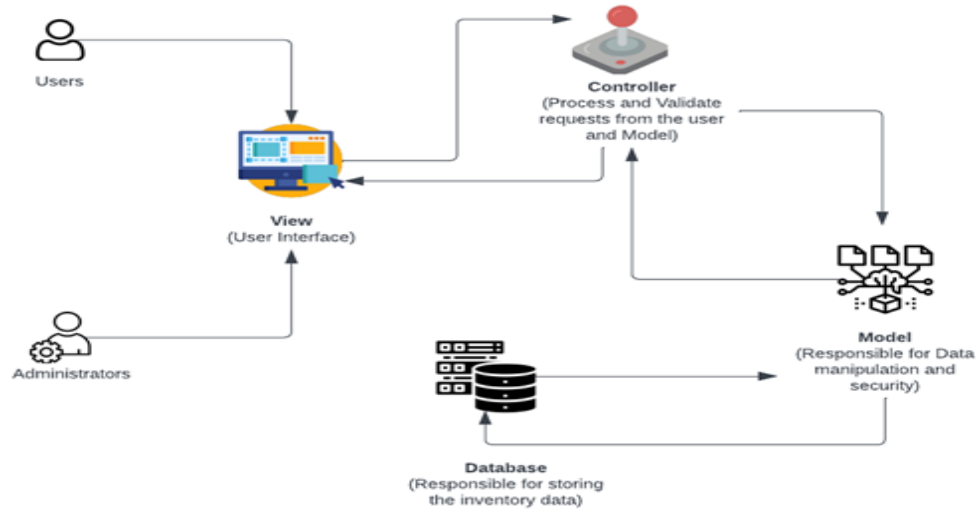 Users
Controller
(Process and Validate
requests from the user
and Model)
View
(User Interface)
Administrators
Model
(Responsible for Data
manipulation and
security)
Database
(Responsible for storing
the inventory data)